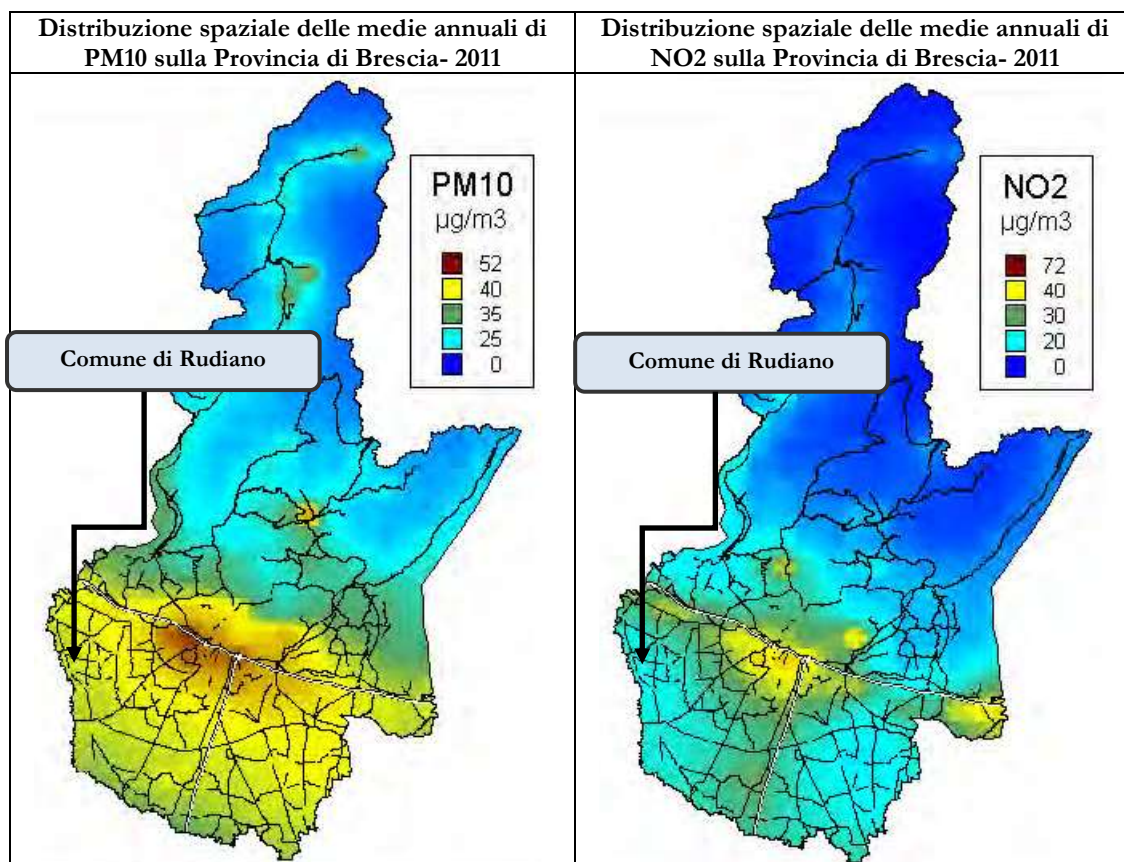 Distribuzione spaziale delle medie annuali di
PM10 sulla Provincia di Brescia- 2011
Distribuzione spaziale delle medie annuali di
NO2 sulla Provincia di Brescia- 2011
PM10
µg/m3
52
40
35
25
0
Comune di Rudiano
NO2
µg/m3
72
40
30
20
0
Comune di Rudiano